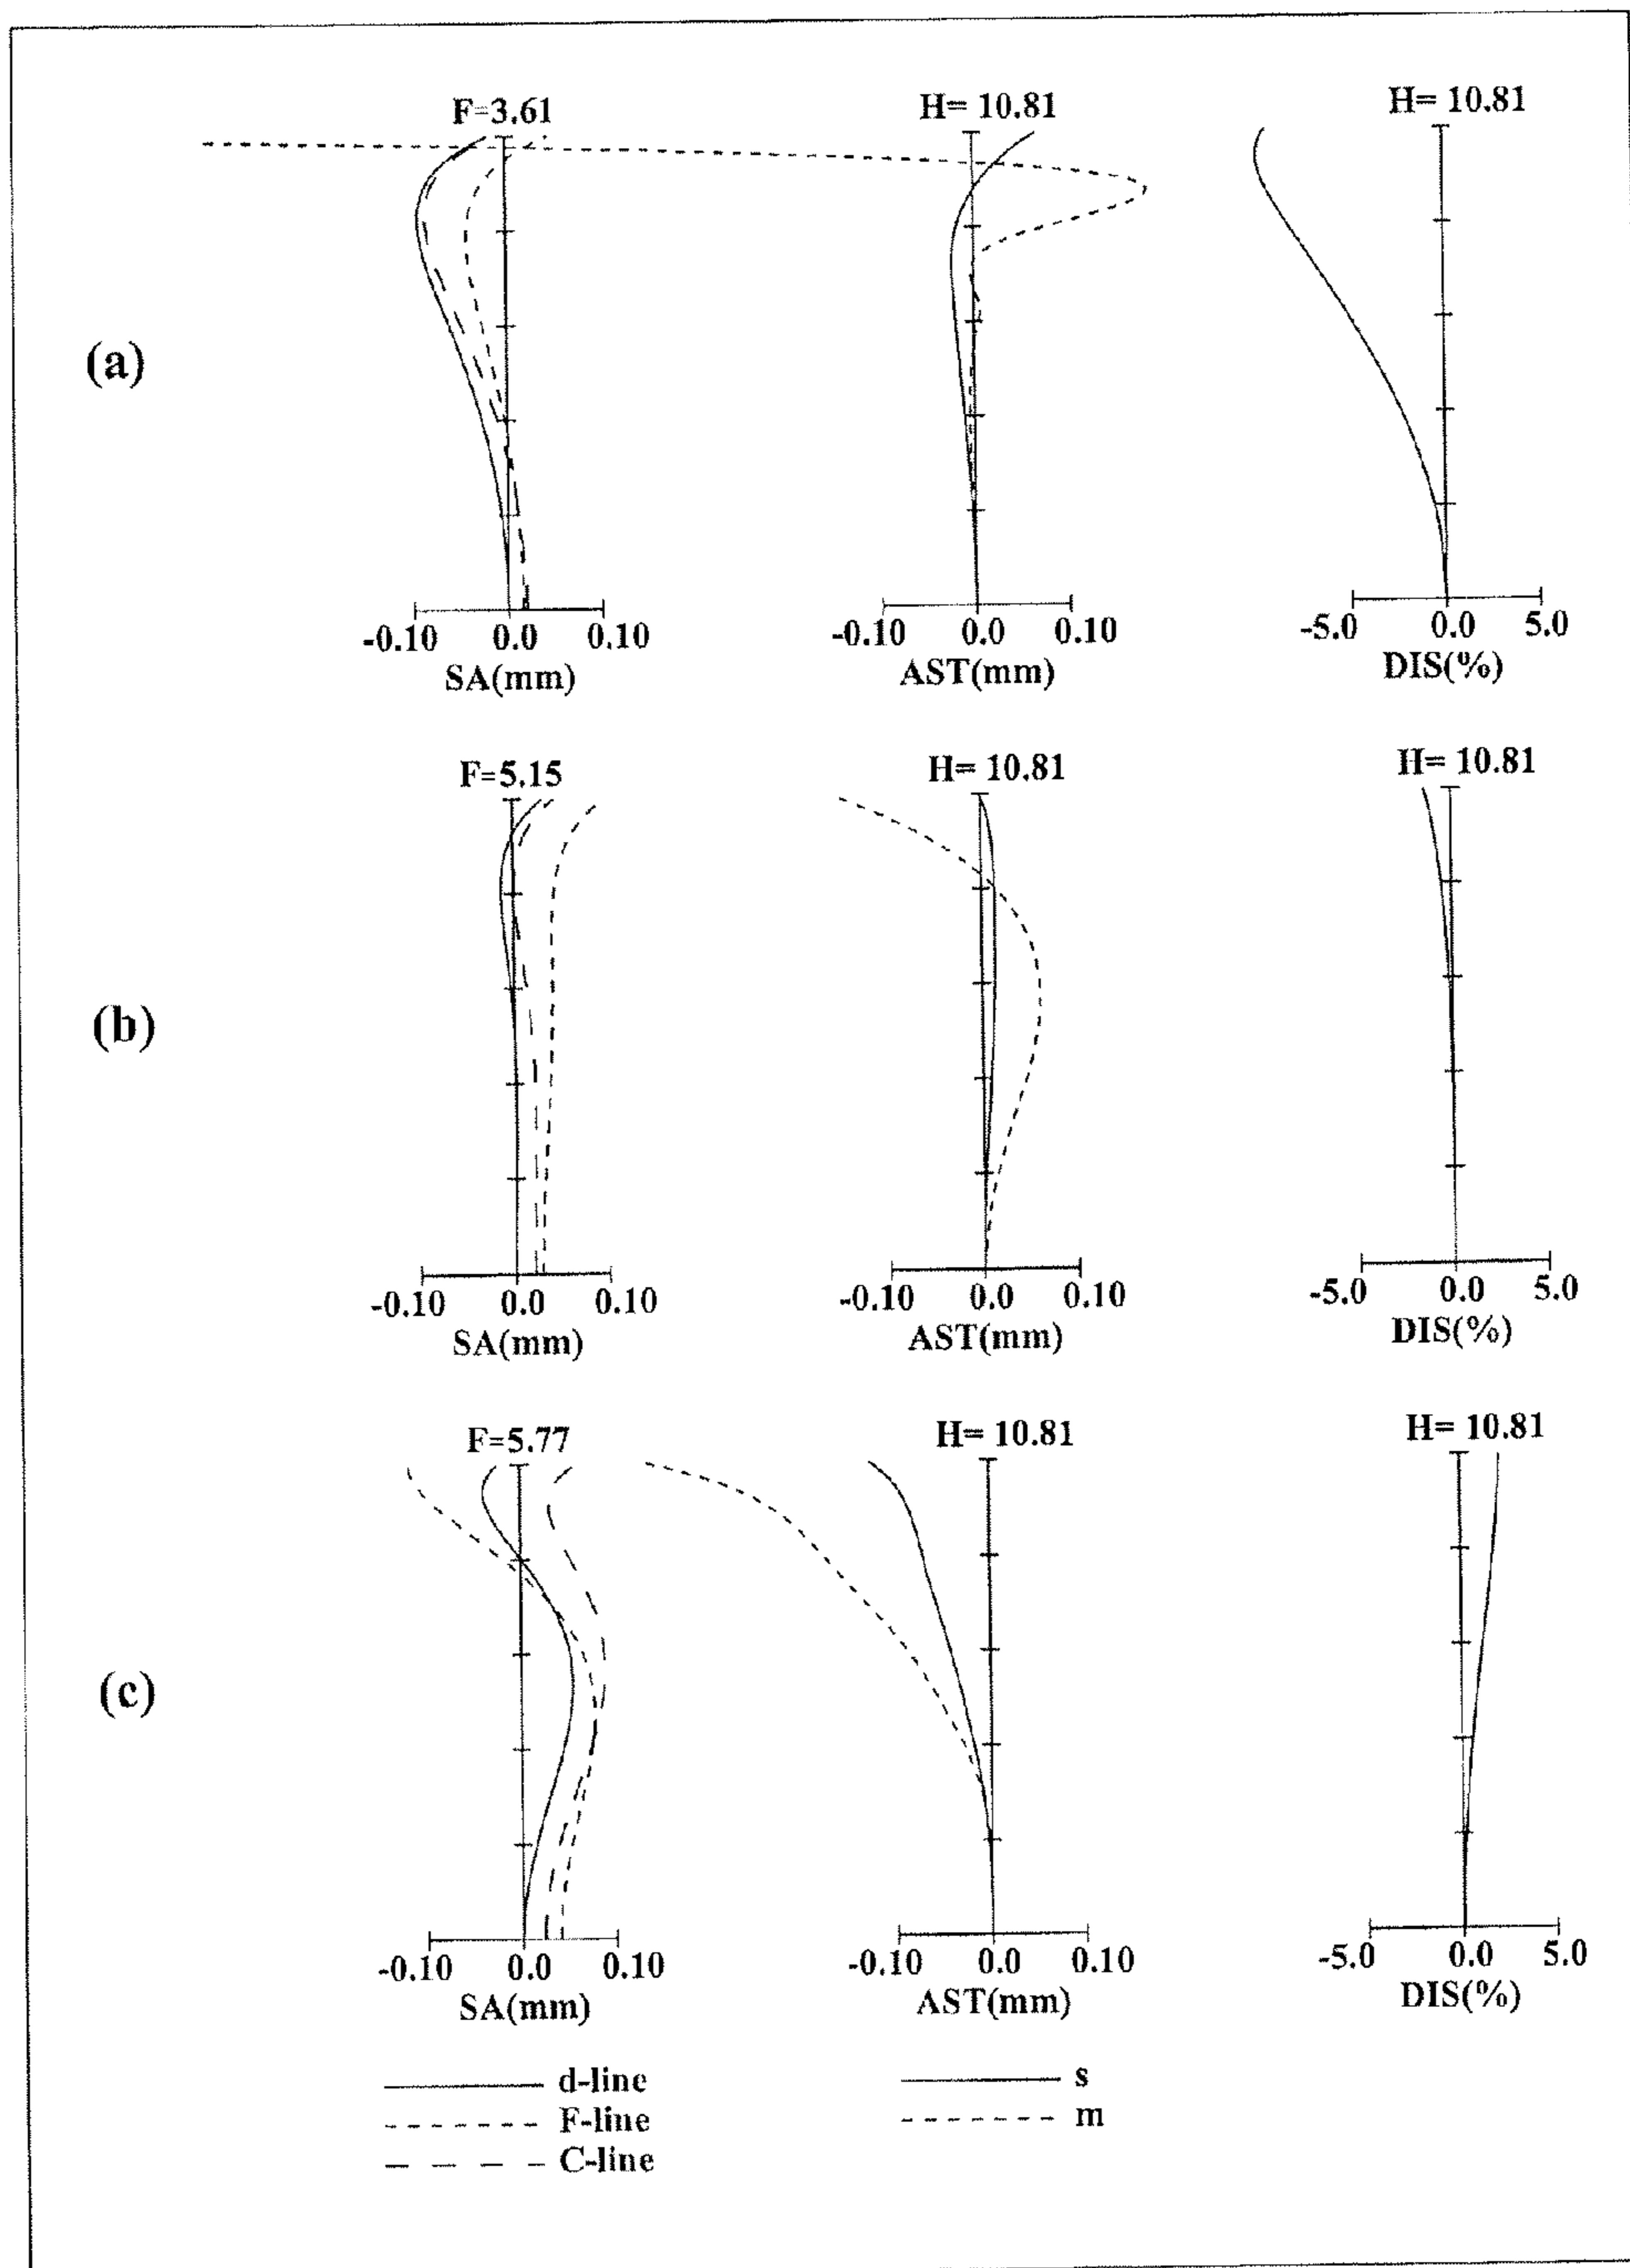 (a)
F=3.61
-0.10 0.0 0.10
SA(mm)
H= 10.81
-0.10 0.0 0.10
AST(mm)
H= 10.81
-5.0 0.0 5.0
DIS(%)
(b)
F=5.15
-0.10 0.0 0.10
SA(mm)
H= 10.81
-0.10 0.0 0.10
AST(mm)
H= 10.81
-5.0 0.0 5.0
DIS(%)
(c)
F=5.77
-0.10 0.0 0.10
SA(mm)
H= 10.81
-0.10 0.0 0.10
AST(mm)
H= 10.81
-5.0 0.0 5.0
DIS(%)
d-line
F-line
C-line
s
m